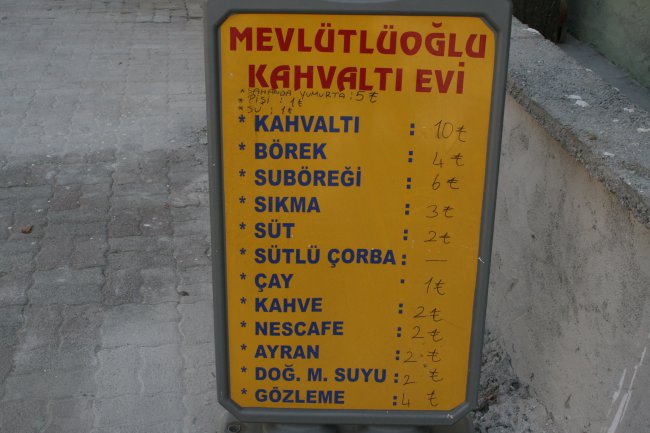 MEVLÜTLÜOĞLU
KAHVALTI EVİ
* SAHANDA YUMURTA : 5 ₺
* PİŞİ : 1 ₺
* SU : 1 ₺
* KAHVALTI : 10 ₺
* BÖREK : 4 ₺
* SUBÖREĞİ : 6 ₺
* SIKMA : 3 ₺
* SÜT : 2 ₺
* SÜTLÜ ÇORBA : —
* ÇAY : 1 ₺
* KAHVE : 2 ₺
* NESCAFE : 2 ₺
* AYRAN : 2 ₺
* DOĞ. M. SUYU : 2 ₺
* GÖZLEME : 4 ₺